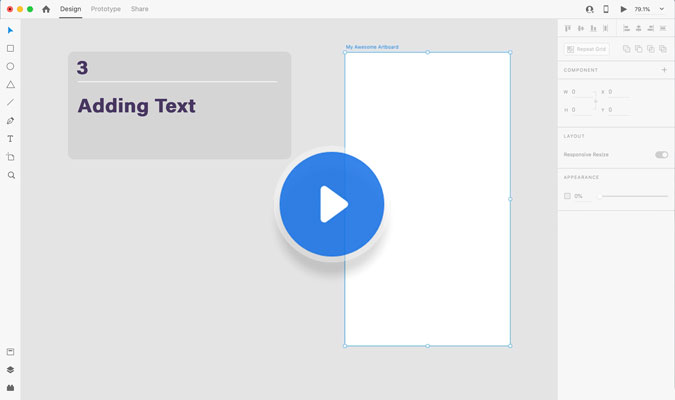 Design Prototype Share 79.1%
My Awesome Artboard
3
Adding Text
Repeat Grid
COMPONENT
W 0 X 0
H 0 Y 0
LAYOUT
Responsive Resize
APPEARANCE
0%